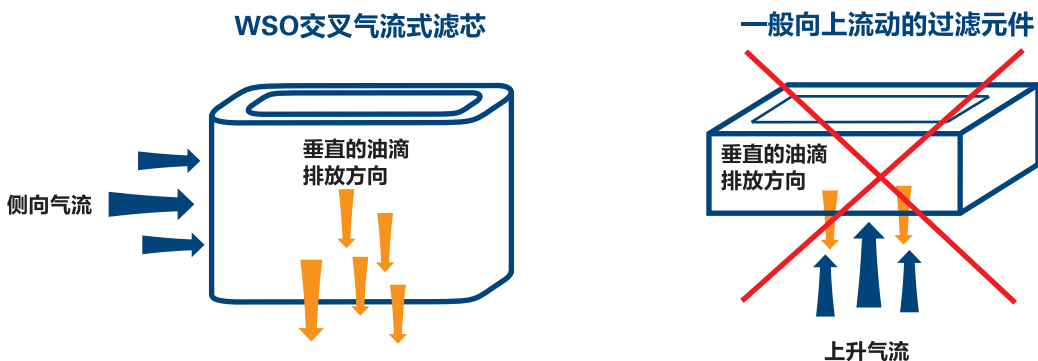 WSO交叉气流式滤芯
垂直的油滴
排放方向
侧向气流
一般向上流动的过滤元件
垂直的油滴
排放方向
上升气流